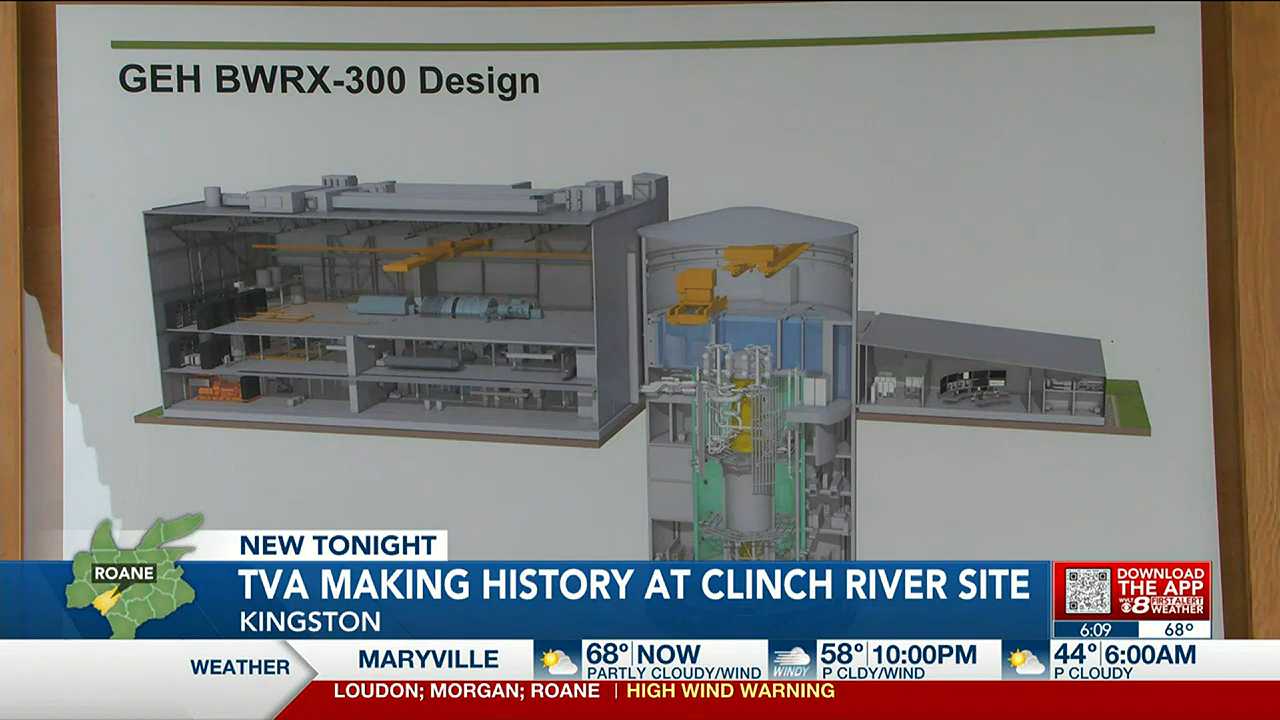 GEH BWRX-300 Design
NEW TONIGHT
ROANE
TVA MAKING HISTORY AT CLINCH RIVER SITE
KINGSTON
DOWNLOAD
THE APP
WVLT 8 FIRST ALERT
WEATHER
6:09 68°
WEATHER
MARYVILLE
68° NOW
PARTLY CLOUDY/WIND
WINDY
58° 10:00PM
P CLDY/WIND
44° 6:00AM
P CLOUDY
LOUDON; MORGAN; ROANE | HIGH WIND WARNING